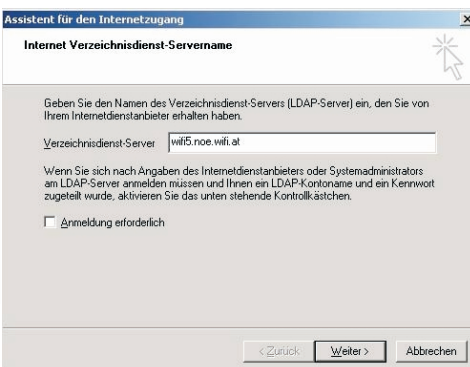 Assistent für den Internetzugang
Internet Verzeichnisdienst-Servername
Geben Sie den Namen des Verzeichnisdienst-Servers (LDAP-Server) ein, den Sie von
Ihrem Internetdienstanbieter erhalten haben.
Verzeichnisdienst-Server wifi5.noe.wifi.at
Wenn Sie sich nach Angaben des Internetdienstanbieters oder Systemadministrators
am LDAP-Server anmelden müssen und Ihnen ein LDAP-Kontoname und ein Kennwort
zugeteilt wurde, aktivieren Sie das unten stehende Kontrollkästchen.
Anmeldung erforderlich
< Zurück Weiter > Abbrechen